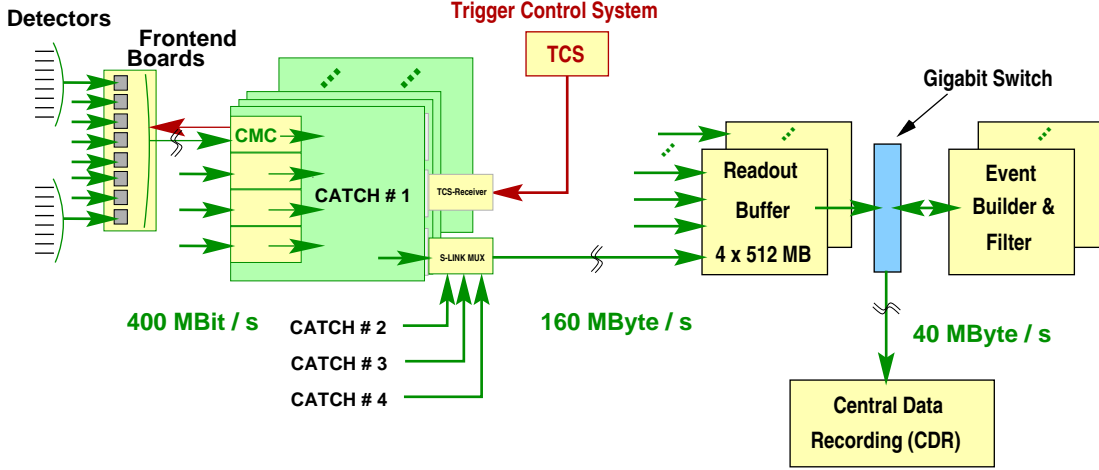 Detectors
Frontend
Boards
Trigger Control System
TCS
Gigabit Switch
CMC
CATCH # 1
TCS-Receiver
S-LINK MUX
Readout
Buffer
4 x 512 MB
Event
Builder &
Filter
400 MBit / s
CATCH # 2
CATCH # 3
CATCH # 4
160 MByte / s
40 MByte / s
Central Data
Recording (CDR)